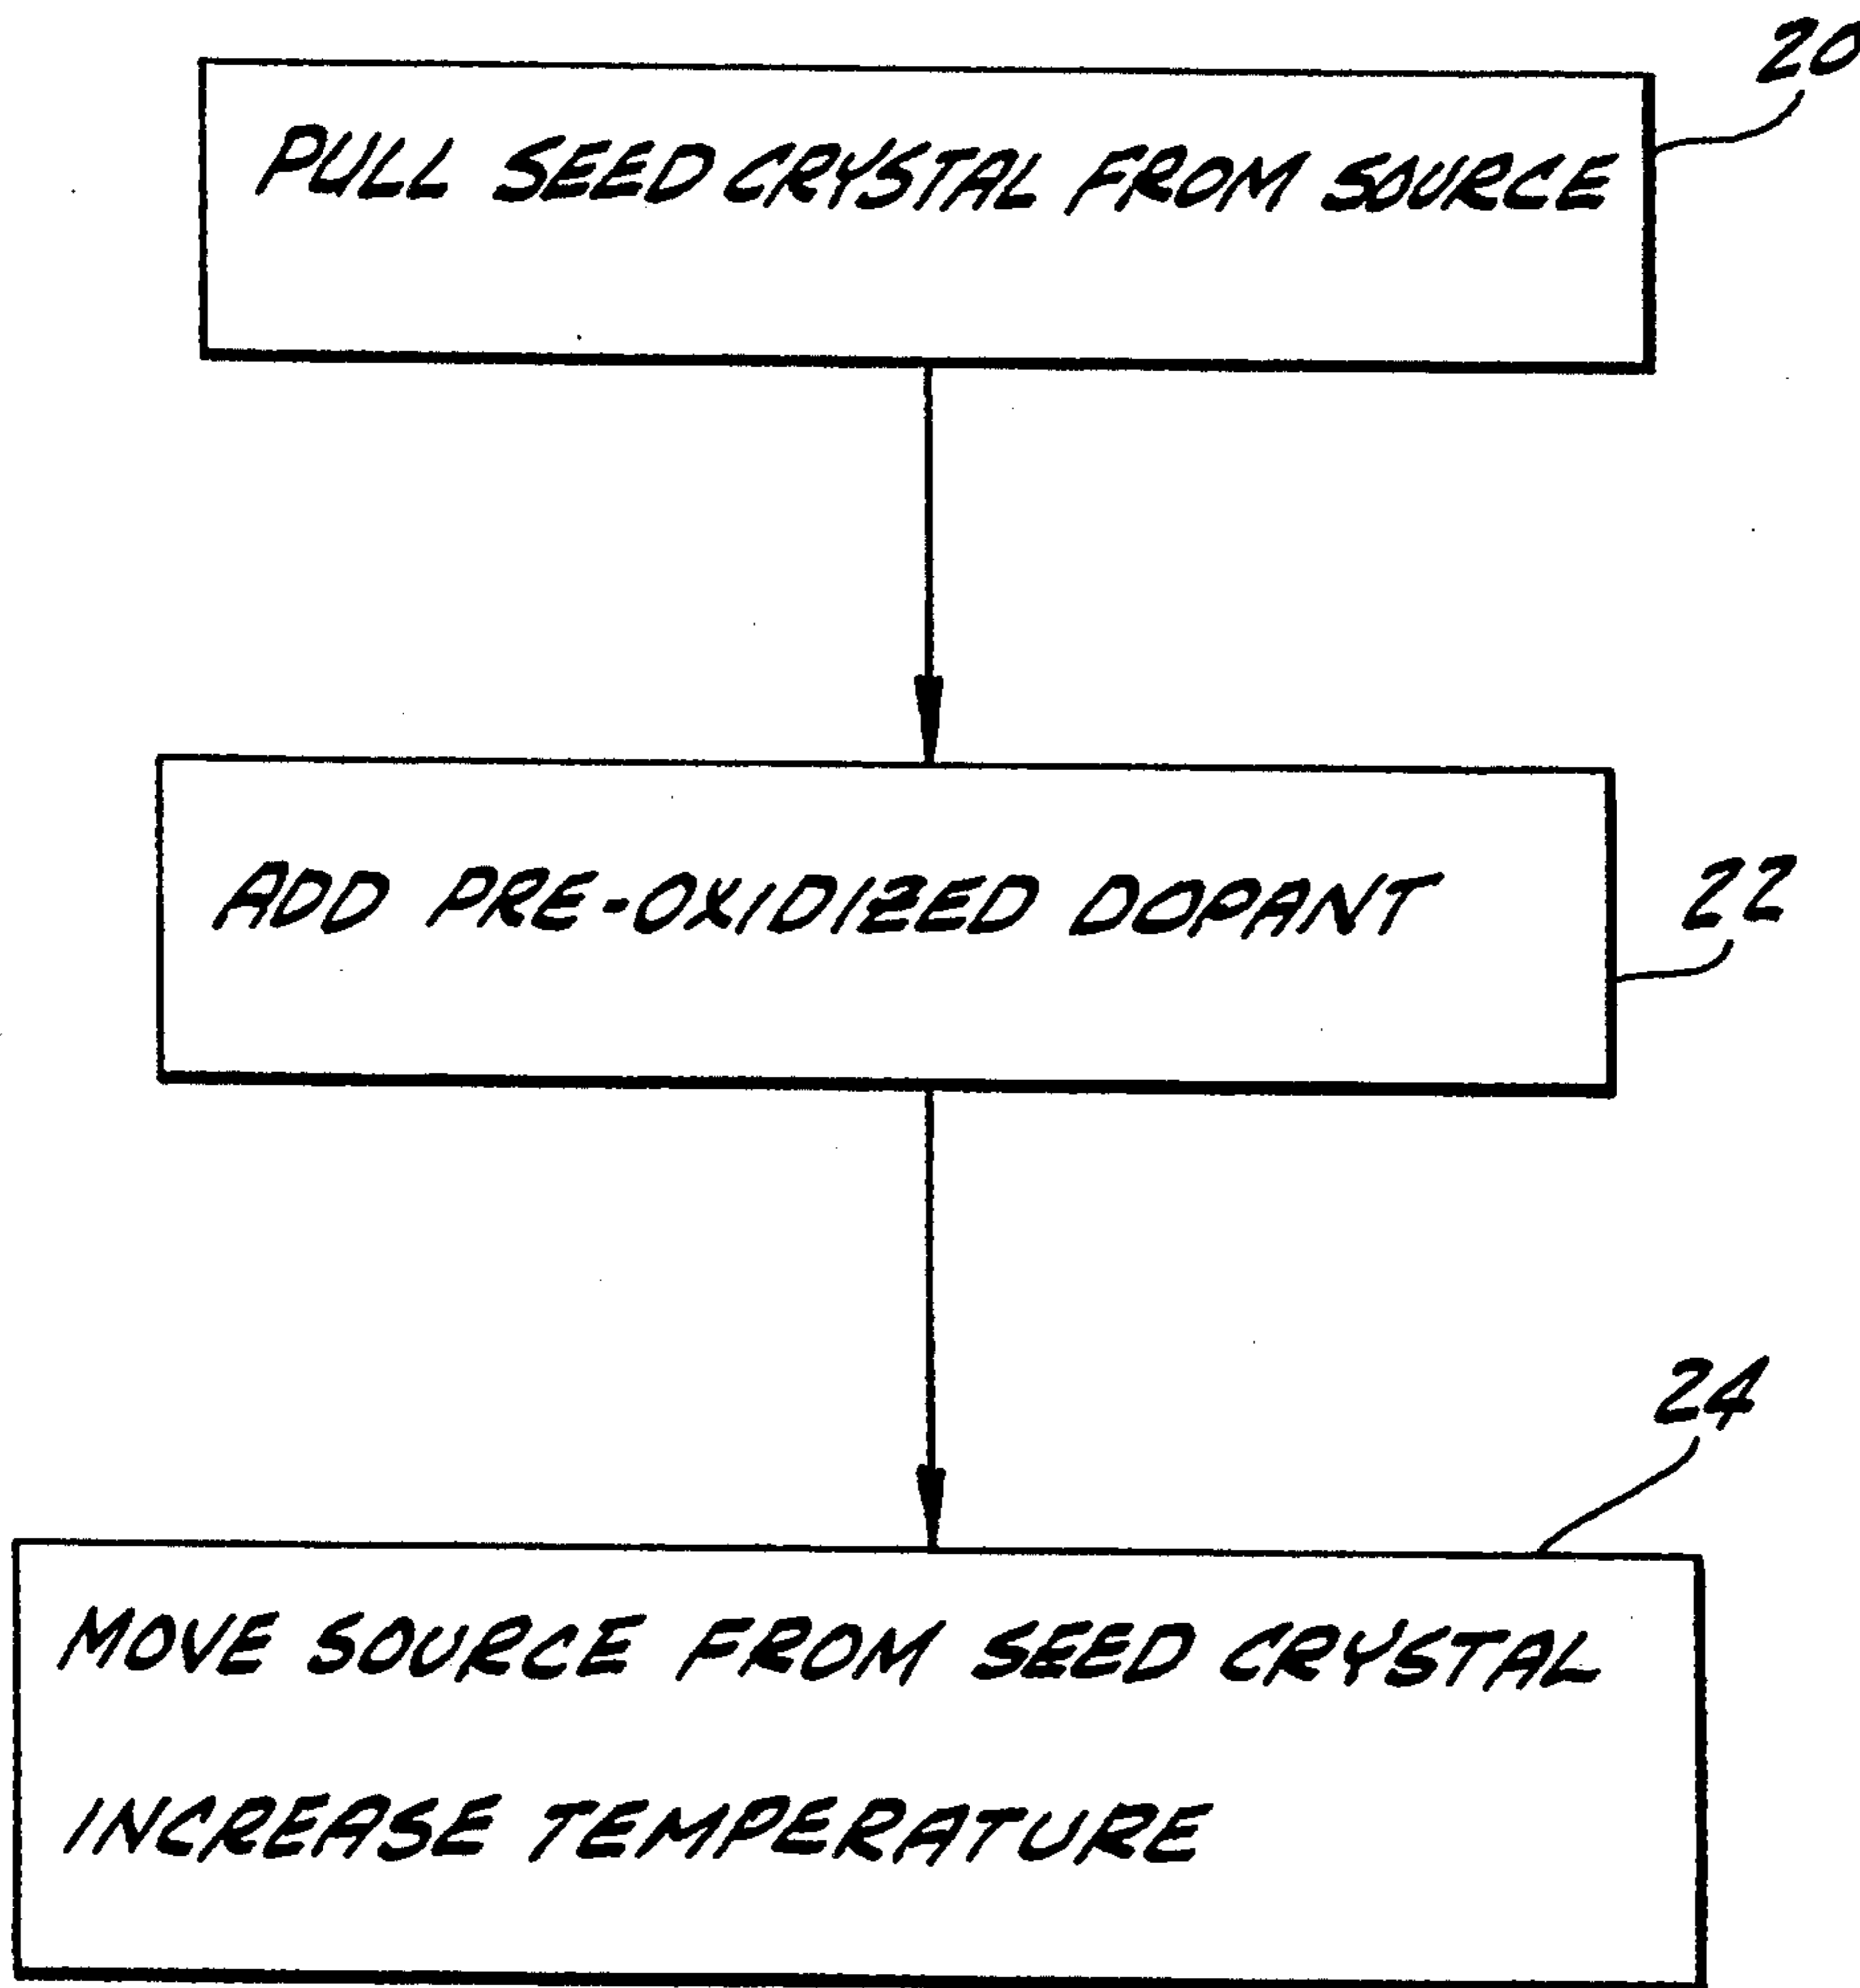 20
PULL SEED CRYSTAL FROM SOURCE
ADD PRE-OXIDIZED DOPANT
22
24
MOVE SOURCE FROM SEED CRYSTAL
INCREASE TEMPERATURE